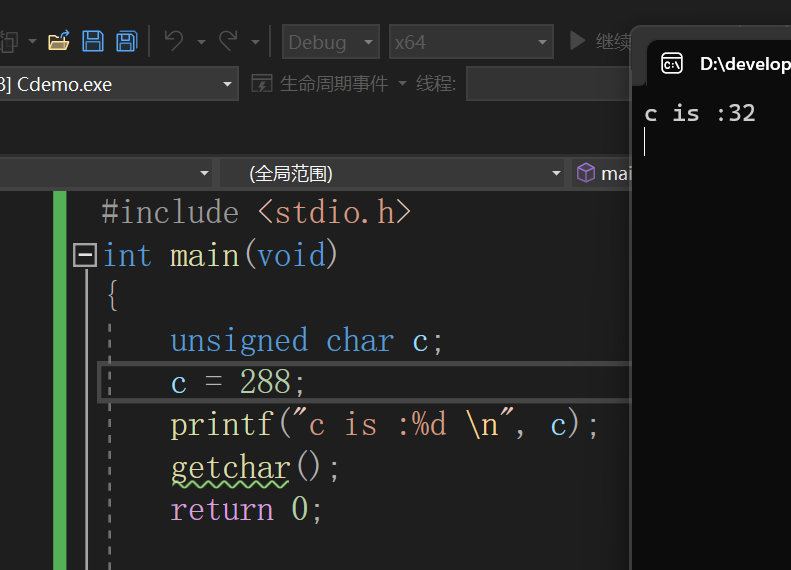 Debug x64 继续
3] Cdemo.exe 生命周期事件 线程:
(全局范围) mai
#include <stdio.h>
int main(void)
{
unsigned char c;
c = 288;
printf("c is :%d \n", c);
getchar();
return 0;
D:\develop
c is :32